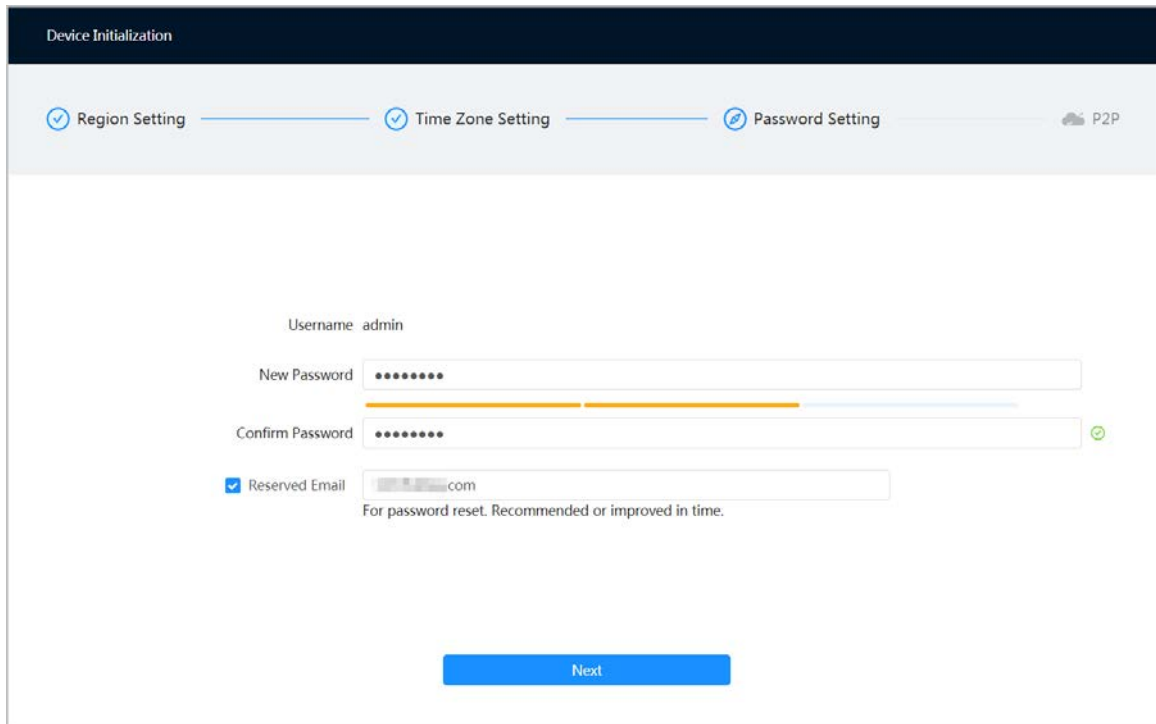 Device Initialization
Region Setting Time Zone Setting Password Setting P2P
Username admin
New Password ••••••••
Confirm Password ••••••••
Reserved Email com
For password reset. Recommended or improved in time.
Next